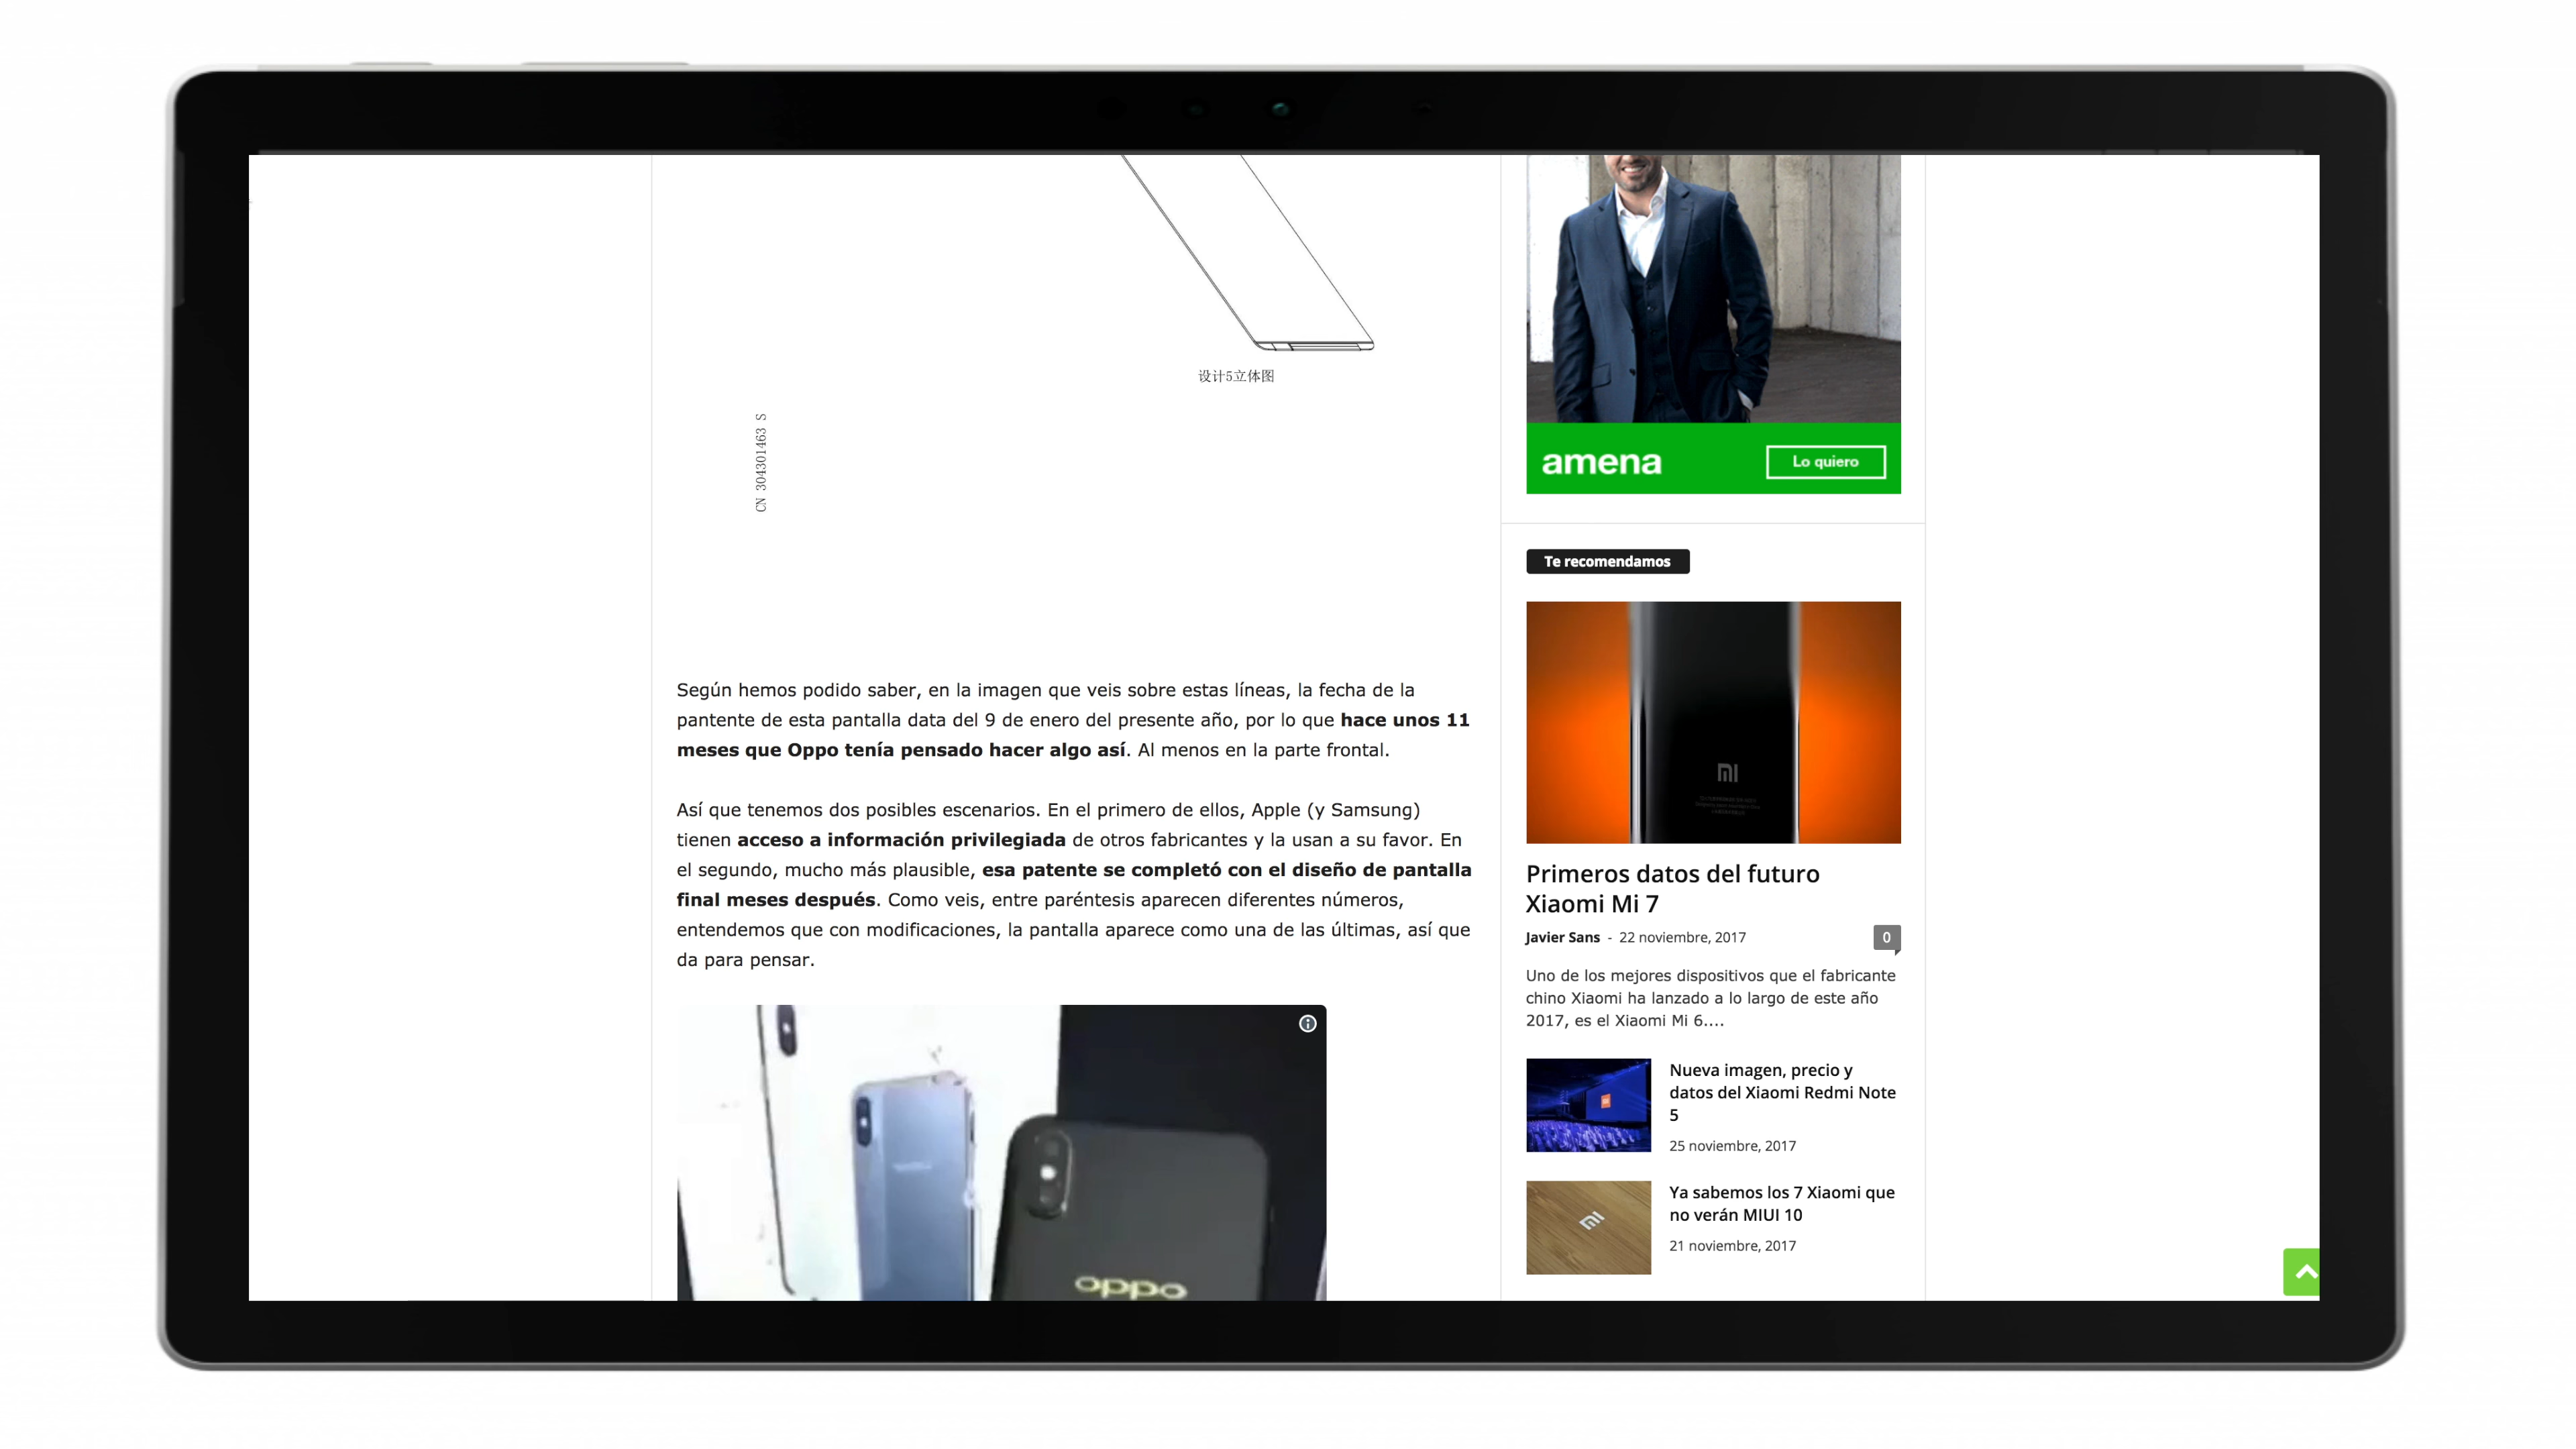 设计5立体图
CN 304301463 S
Según hemos podido saber, en la imagen que veis sobre estas líneas, la fecha de la
pantente de esta pantalla data del 9 de enero del presente año, por lo que hace unos 11
meses que Oppo tenía pensado hacer algo así. Al menos en la parte frontal.
Así que tenemos dos posibles escenarios. En el primero de ellos, Apple (y Samsung)
tienen acceso a información privilegiada de otros fabricantes y la usan a su favor. En
el segundo, mucho más plausible, esa patente se completó con el diseño de pantalla
final meses después. Como veis, entre paréntesis aparecen diferentes números,
entendemos que con modificaciones, la pantalla aparece como una de las últimas, así que
da para pensar.
oppo
amena
Lo quiero
Te recomendamos
Primeros datos del futuro
Xiaomi Mi 7
Javier Sans - 22 noviembre, 2017
0
Uno de los mejores dispositivos que el fabricante
chino Xiaomi ha lanzado a lo largo de este año
2017, es el Xiaomi Mi 6....
Nueva imagen, precio y
datos del Xiaomi Redmi Note
5
25 noviembre, 2017
Ya sabemos los 7 Xiaomi que
no verán MIUI 10
21 noviembre, 2017